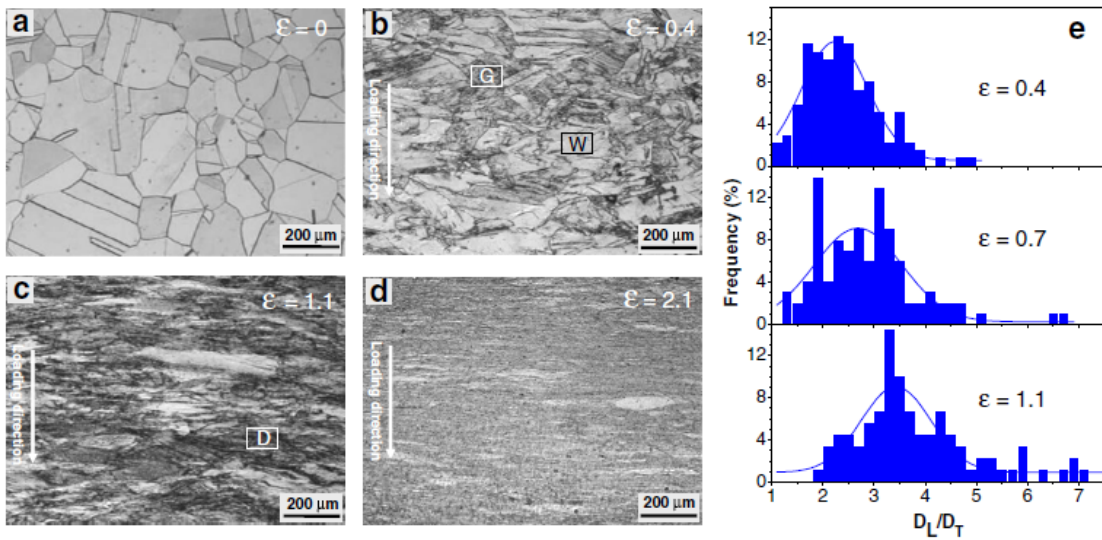 a
ε = 0
200 µm
b
ε = 0.4
G
W
Loading direction
200 µm
c
ε = 1.1
D
Loading direction
200 µm
d
ε = 2.1
Loading direction
200 µm
e
ε = 0.4
12
8
4
0
ε = 0.7
12
8
4
0
ε = 1.1
12
8
4
0
Frequency (%)
1 2 3 4 5 6 7
D_L/D_T